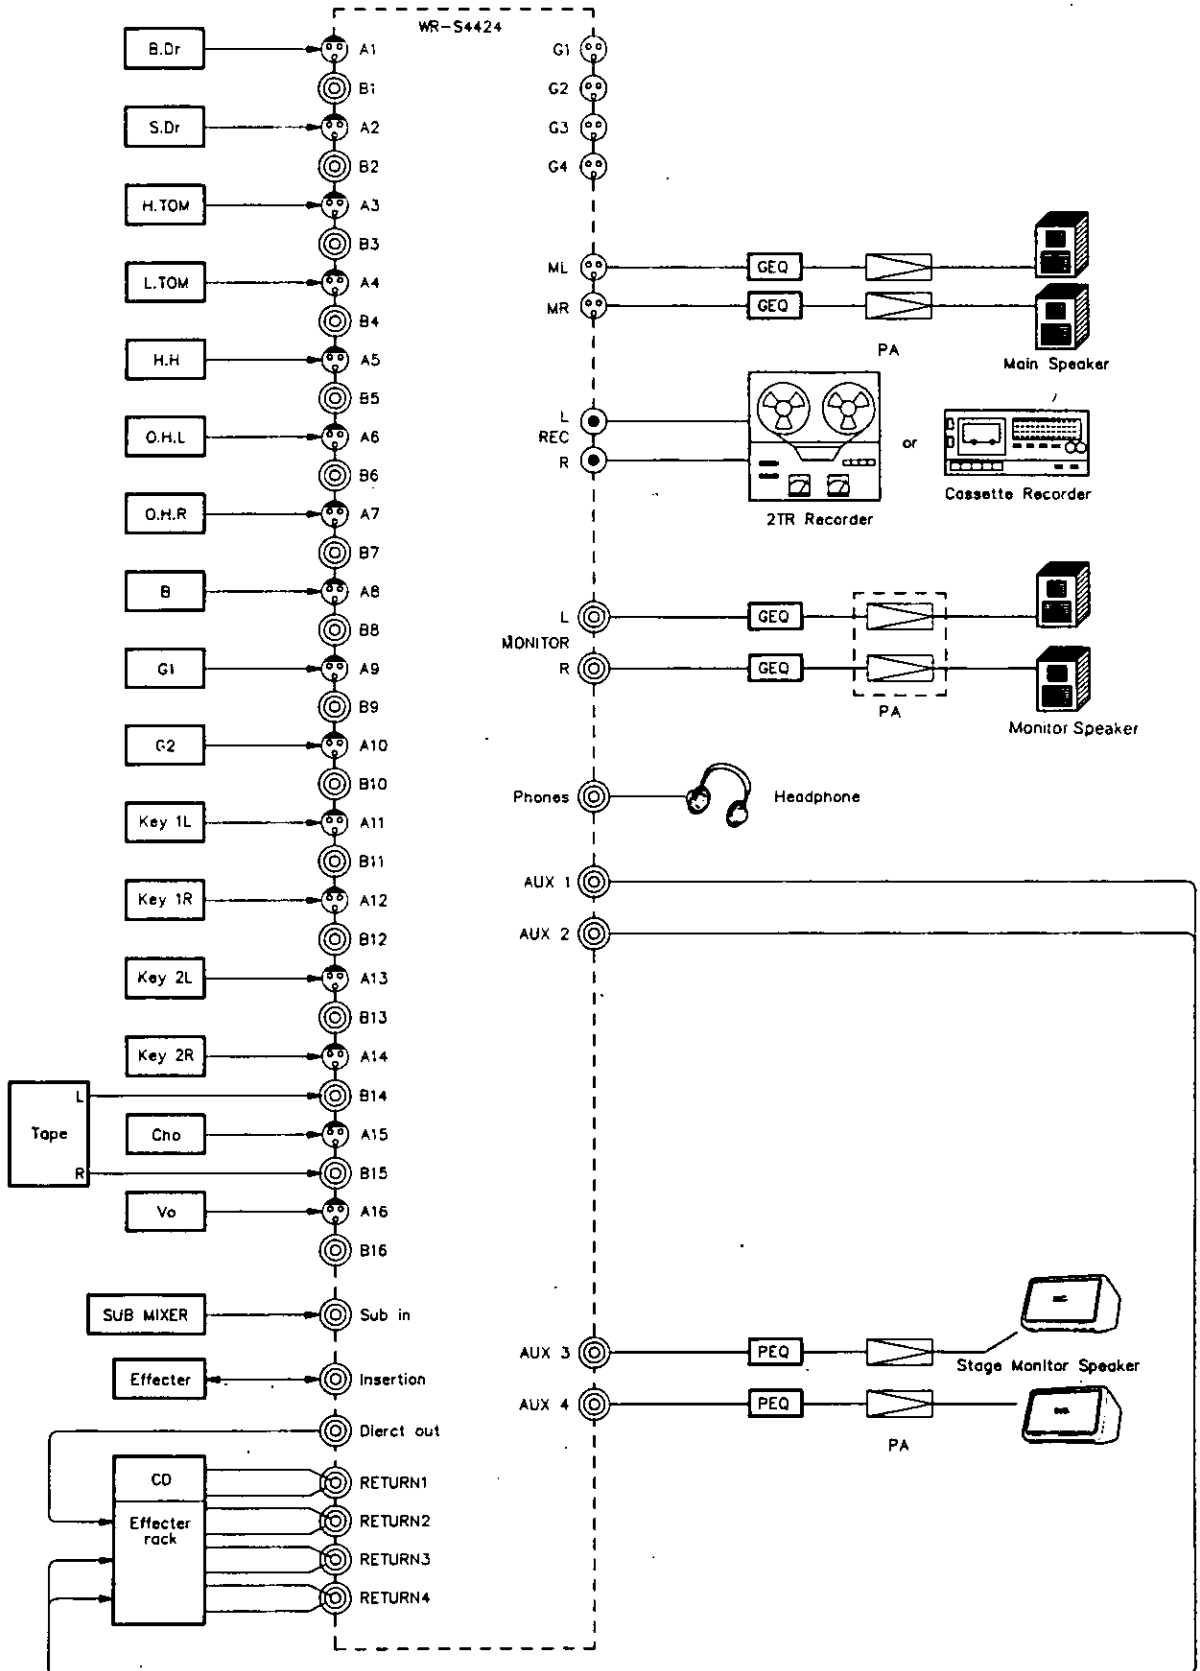 WR-S4424
B.Dr
A1
B1
S.Dr
A2
B2
H.TOM
A3
B3
L.TOM
A4
B4
H.H
A5
B5
O.H.L
A6
B6
O.H.R
A7
B7
B
A8
B8
G1
A9
B9
G2
A10
B10
Key 1L
A11
B11
Key 1R
A12
B12
Key 2L
A13
B13
Key 2R
A14
Tape
L
B14
Cho
A15
R
B15
Vo
A16
B16
SUB MIXER
Sub in
Effecter
Insertion
Dierct out
CD
RETURN1
Effecter
rack
RETURN2
RETURN3
RETURN4
G1
G2
G3
G4
ML
GEQ
MR
GEQ
PA
Main Speaker
L
REC
R
2TR Recorder
or
Cassette Recorder
L
GEQ
MONITOR
R
GEQ
PA
Monitor Speaker
Phones
Headphone
AUX 1
AUX 2
AUX 3
PEQ
Stage Monitor Speaker
AUX 4
PEQ
PA